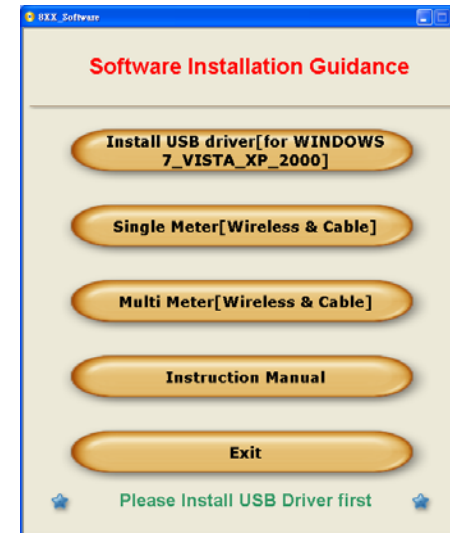 8XX_Software
Software Installation Guidance
Install USB driver[for WINDOWS
7_VISTA_XP_2000]
Single Meter[Wireless & Cable]
Multi Meter[Wireless & Cable]
Instruction Manual
Exit
Please Install USB Driver first